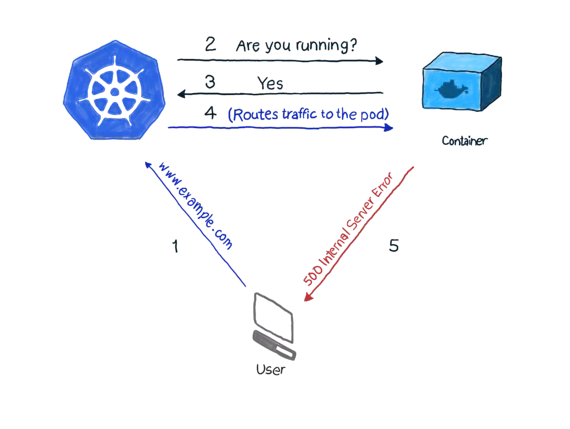 2 Are you running?
3 Yes
4 (Routes traffic to the pod)
Container
www.example.com
1
500 Internal Server Error
5
User